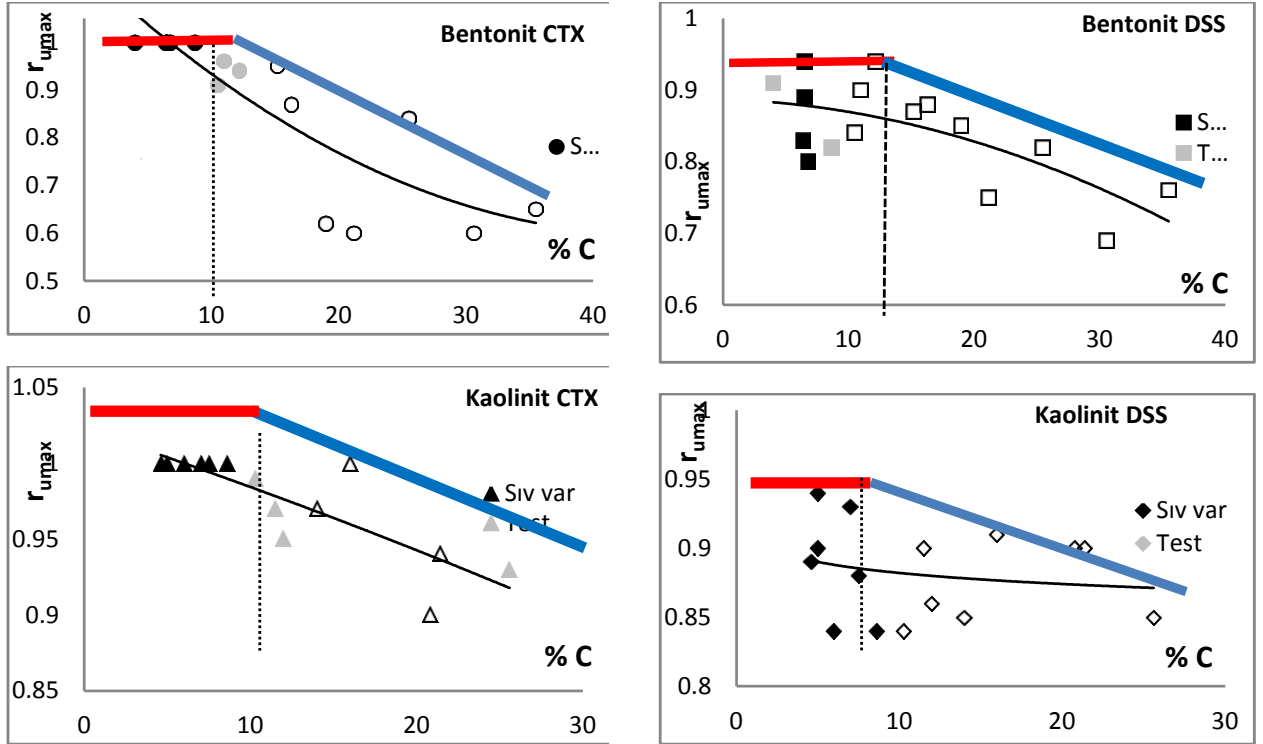 Bentonit CTX
r_umax
1
0.9
0.8
0.7
0.6
0.5
S...
% C
0
10
20
30
40
Bentonit DSS
r_umax
1
0.9
0.8
0.7
0.6
S...
T...
% C
0
10
20
30
40
Kaolinit CTX
r_umax
1.05
1
0.95
0.9
0.85
Sıv var
Test
% C
0
10
20
30
Kaolinit DSS
r_umax
1
0.95
0.9
0.85
0.8
Sıv var
Test
% C
0
10
20
30